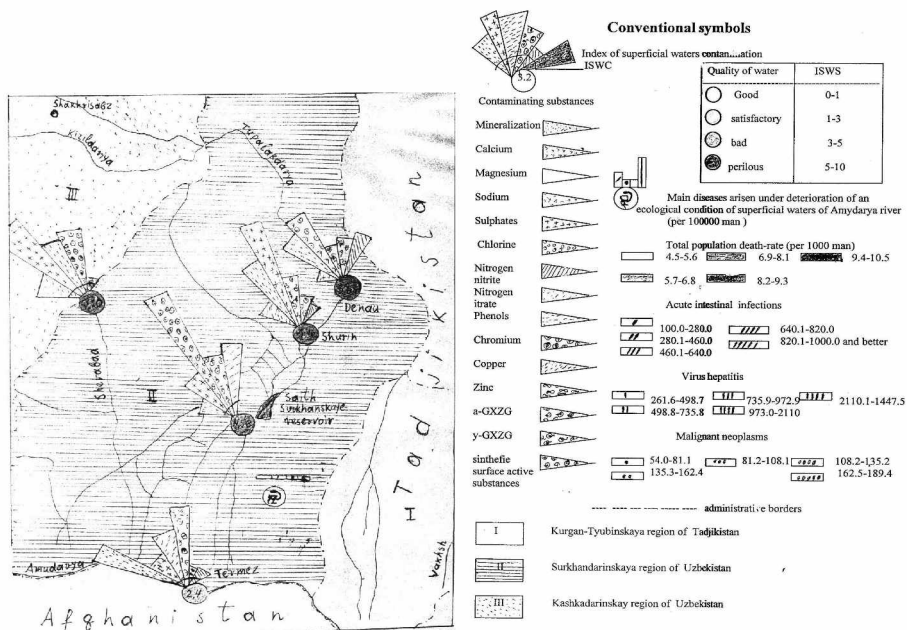 Shakhrisabz
Kizildariya
Tupalangdarya
III
Tadjikistan
Denau
Shurih
Sherabad
II
South
Surkhanskoje
reservoir
I
Vakhsh
Amudarya
Termez
2,4
Afghanistan
Conventional symbols
Index of superficial waters contamination
ISWC
3.2
Quality of water ISWS
Good 0-1
satisfactory 1-3
bad 3-5
perilous 5-10
Contaminating substances
Mineralization
Calcium
Magnesium
Sodium
Sulphates
Chlorine
Nitrogen
nitrite
Nitrogen
itrate
Phenols
Chromium
Copper
Zinc
a-GXZG
y-GXZG
sinthefie
surface active
substances
Main diseases arisen under deterioration of an
ecological condition of superficial waters of Amydarya river
(per 100000 man )
Total population death-rate (per 1000 man)
4.5-5.6 6.9-8.1 9.4-10.5
5.7-6.8 8.2-9.3
Acute intestinal infections
100.0-280.0 640.1-820.0
280.1-460.0 820.1-1000.0 and better
460.1-640.0
Virus hepatitis
261.6-498.7 735.9-972.9 2110.1-1447.5
498.8-735.8 973.0-2110
Malignant neoplasms
54.0-81.1 81.2-108.1 108.2-135.2
135.3-162.4 162.5-189.4
administrative borders
I Kurgan-Tyubinskaya region of Tadjikistan
II Surkhandarinskaya region of Uzbekistan
III Kashkadarinskay region of Uzbekistan